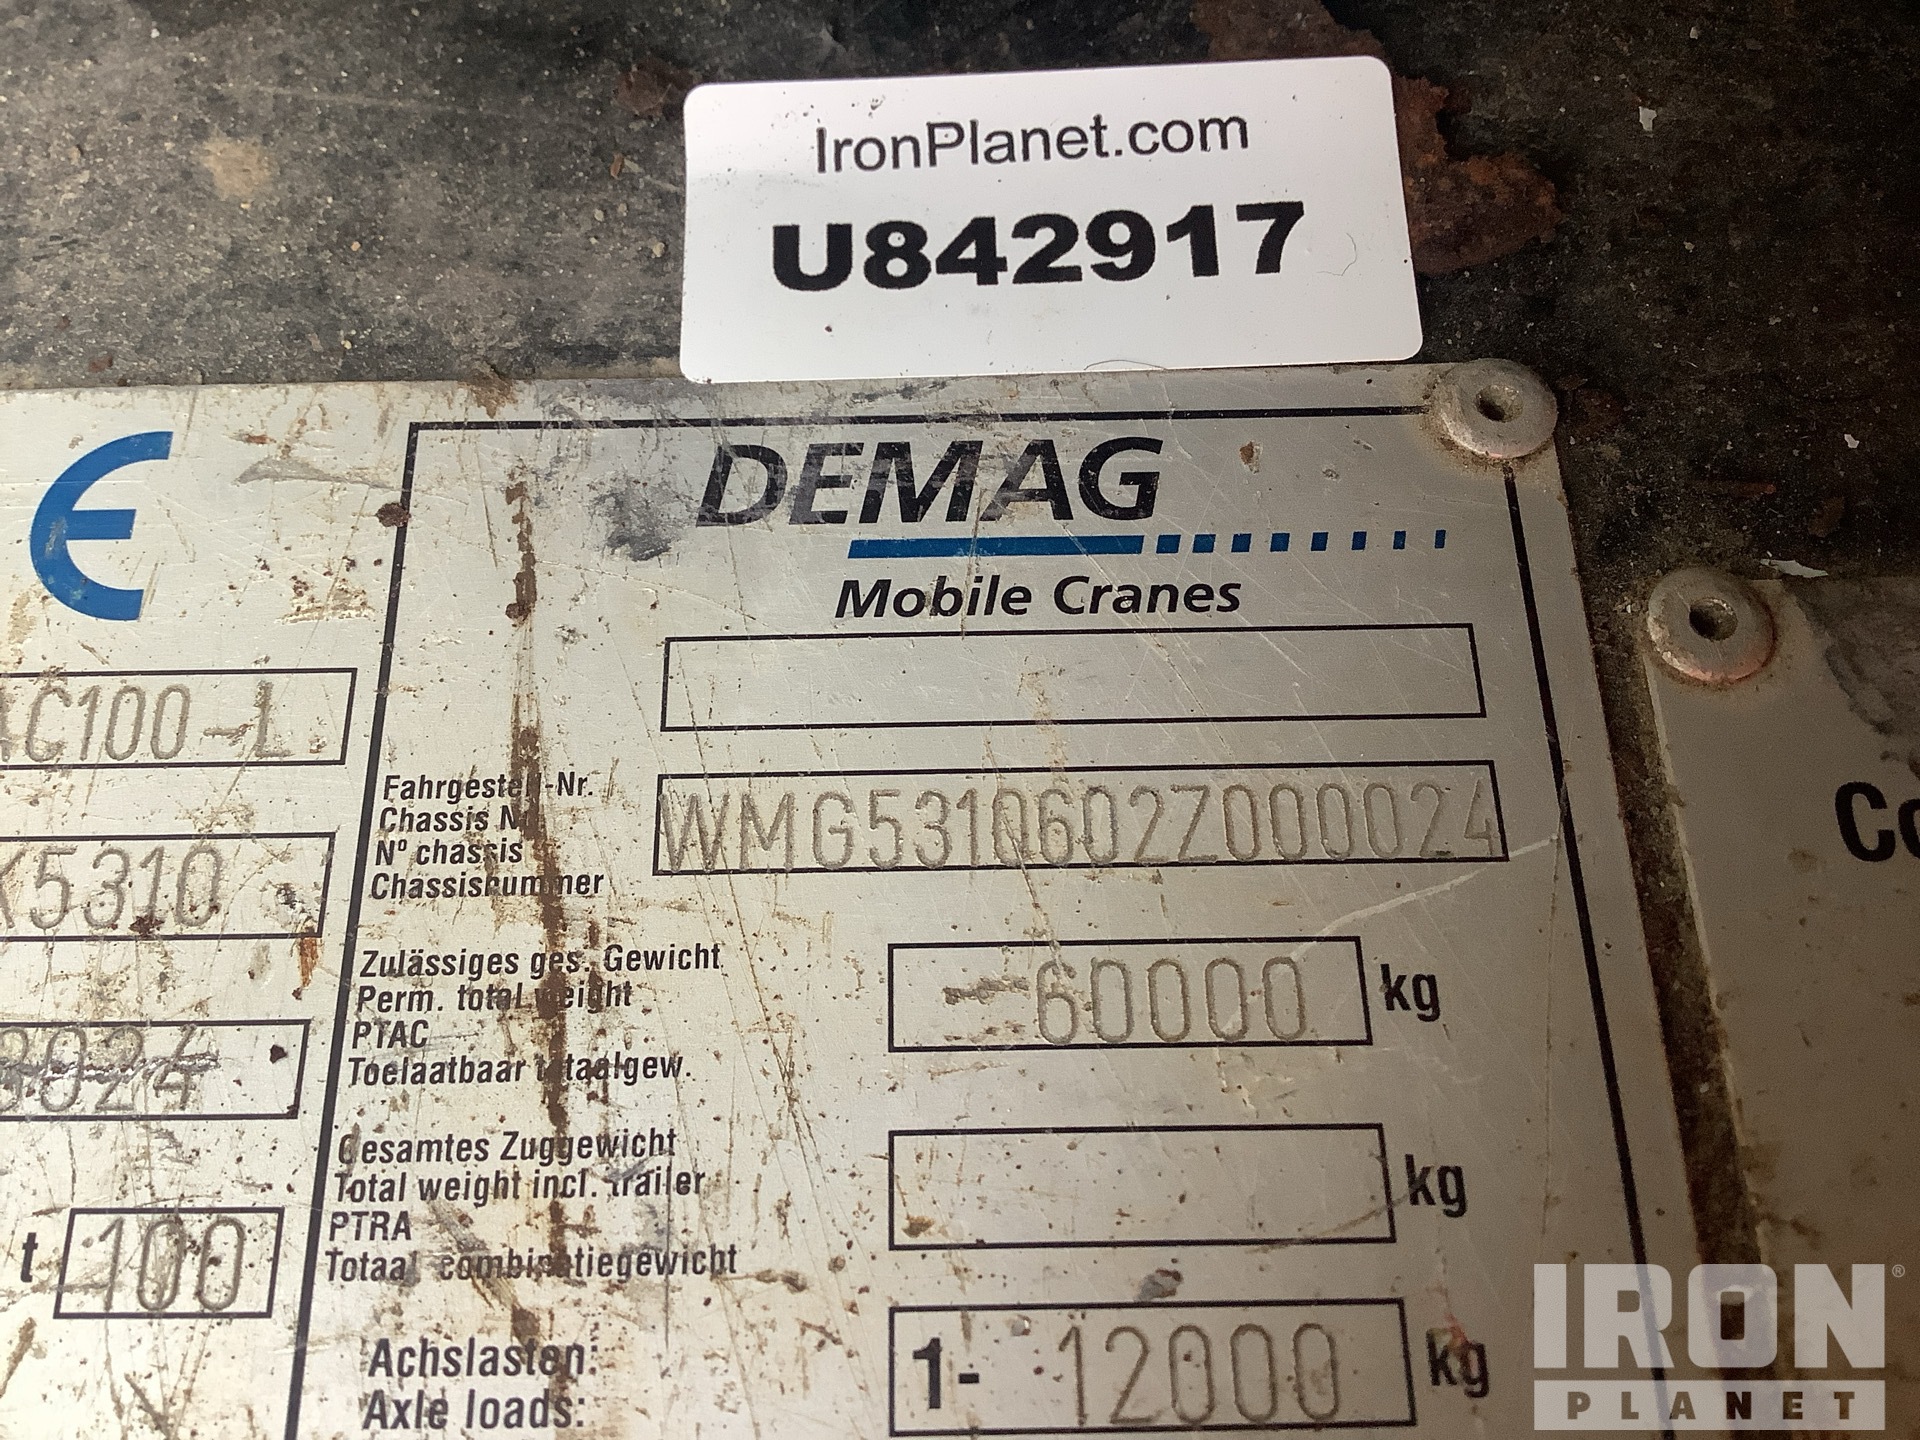 IronPlanet.com
U842917
CE
DEMAG
Mobile Cranes
AC100-L
Fahrgestell-Nr.
Chassis No
N° chassis
Chassisnummer
WMG5310602Z000024
5310
Zulässiges ges. Gewicht
Perm. total weight
PTAC
Toelaatbaar totaalgew.
-60000 kg
3024
Gesamtes Zuggewicht
Total weight incl. trailer
PTRA
Totaal combinatiegewicht
kg
t 100
Achslasten:
Axle loads:
1- 12000 kg
IRON
PLANET
®